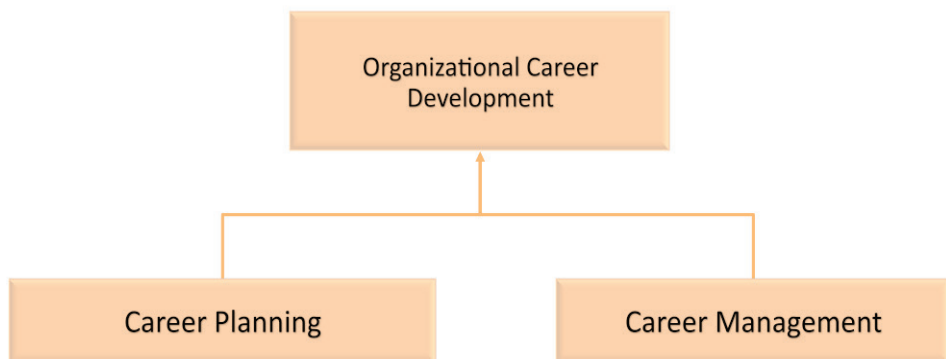 Organizational Career
Development
Career Planning
Career Management